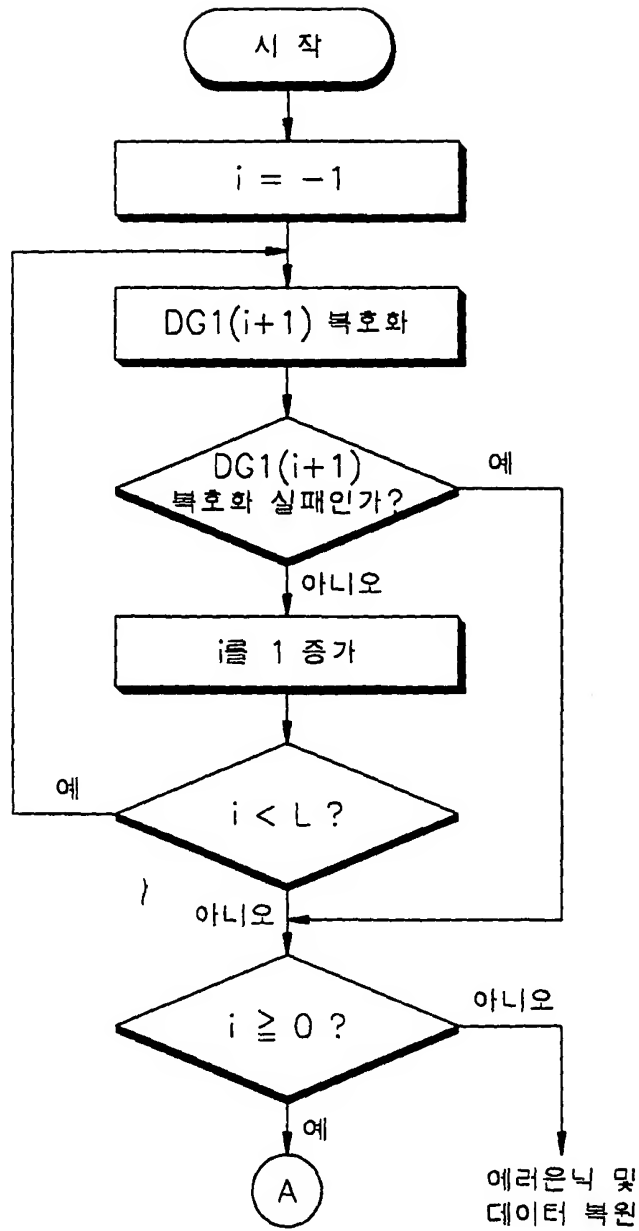 시 작
i = -1
DG1(i+1) 복호화
DG1(i+1)
복호화 실패인가?
예
아니오
i를 1 증가
예
i < L ?
아니오
i ≧ 0 ?
아니오
예
A
에러은닉 및
데이터 복원